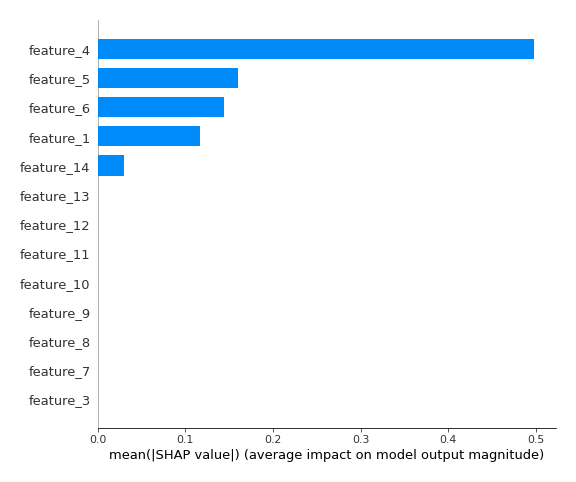 feature_4
feature_5
feature_6
feature_1
feature_14
feature_13
feature_12
feature_11
feature_10
feature_9
feature_8
feature_7
feature_3
0.0 0.1 0.2 0.3 0.4 0.5
mean(|SHAP value|) (average impact on model output magnitude)